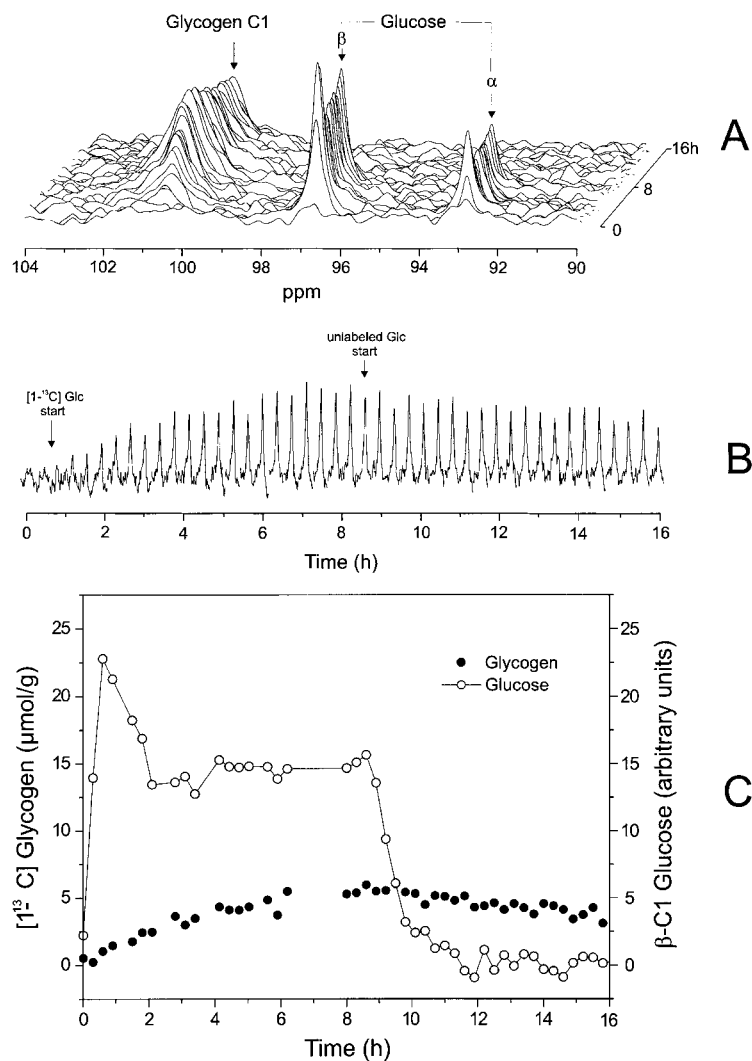 Glycogen C1
β
Glucose
α
A
16h
8
0
104 102 100 98 96 94 92 90
ppm
unlabeled Glc
start
[1-¹³C] Glc
start
B
0 2 4 6 8 10 12 14 16
Time (h)
25 25
Glycogen
Glucose
20 20
15 15
10 10
5 5
0 0
[1¹³- C] Glycogen (μmol/g)
β-C1 Glucose (arbitrary units)
C
0 2 4 6 8 10 12 14 16
Time (h)